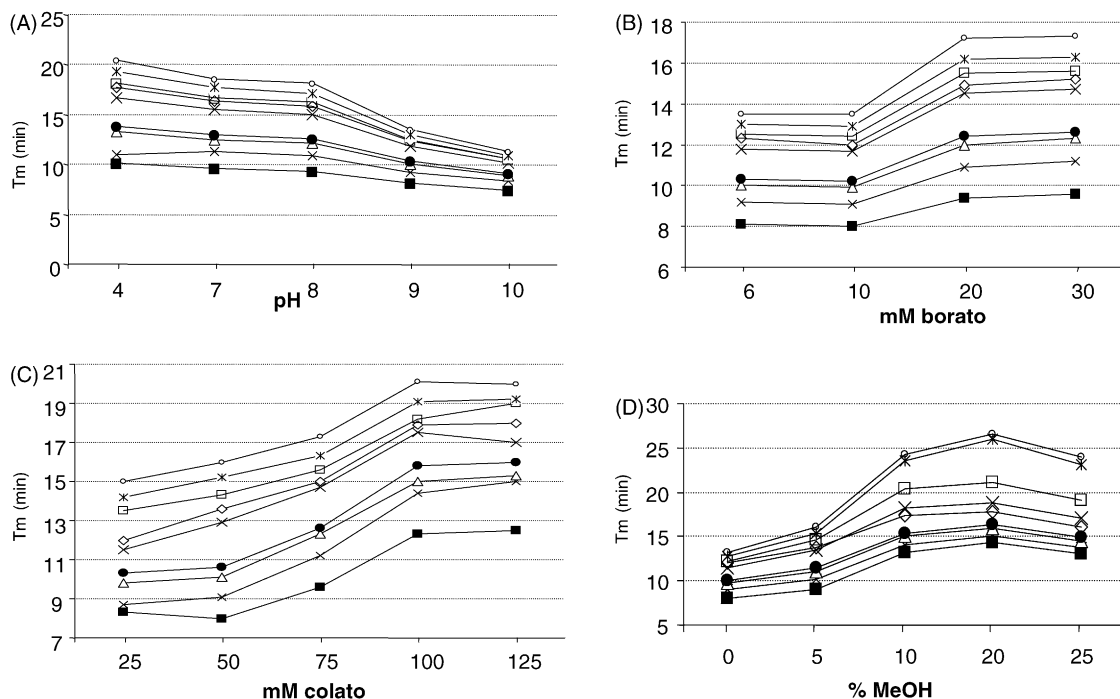 (A)
25
20
15
10
5
0
Tm (min)
4 7 8 9 10
pH
(B)
18
16
14
12
10
8
6
Tm (min)
6 10 20 30
mM borato
(C)
21
19
17
15
13
11
9
7
Tm (min)
25 50 75 100 125
mM colato
(D)
30
25
20
15
10
5
Tm (min)
0 5 10 20 25
% MeOH